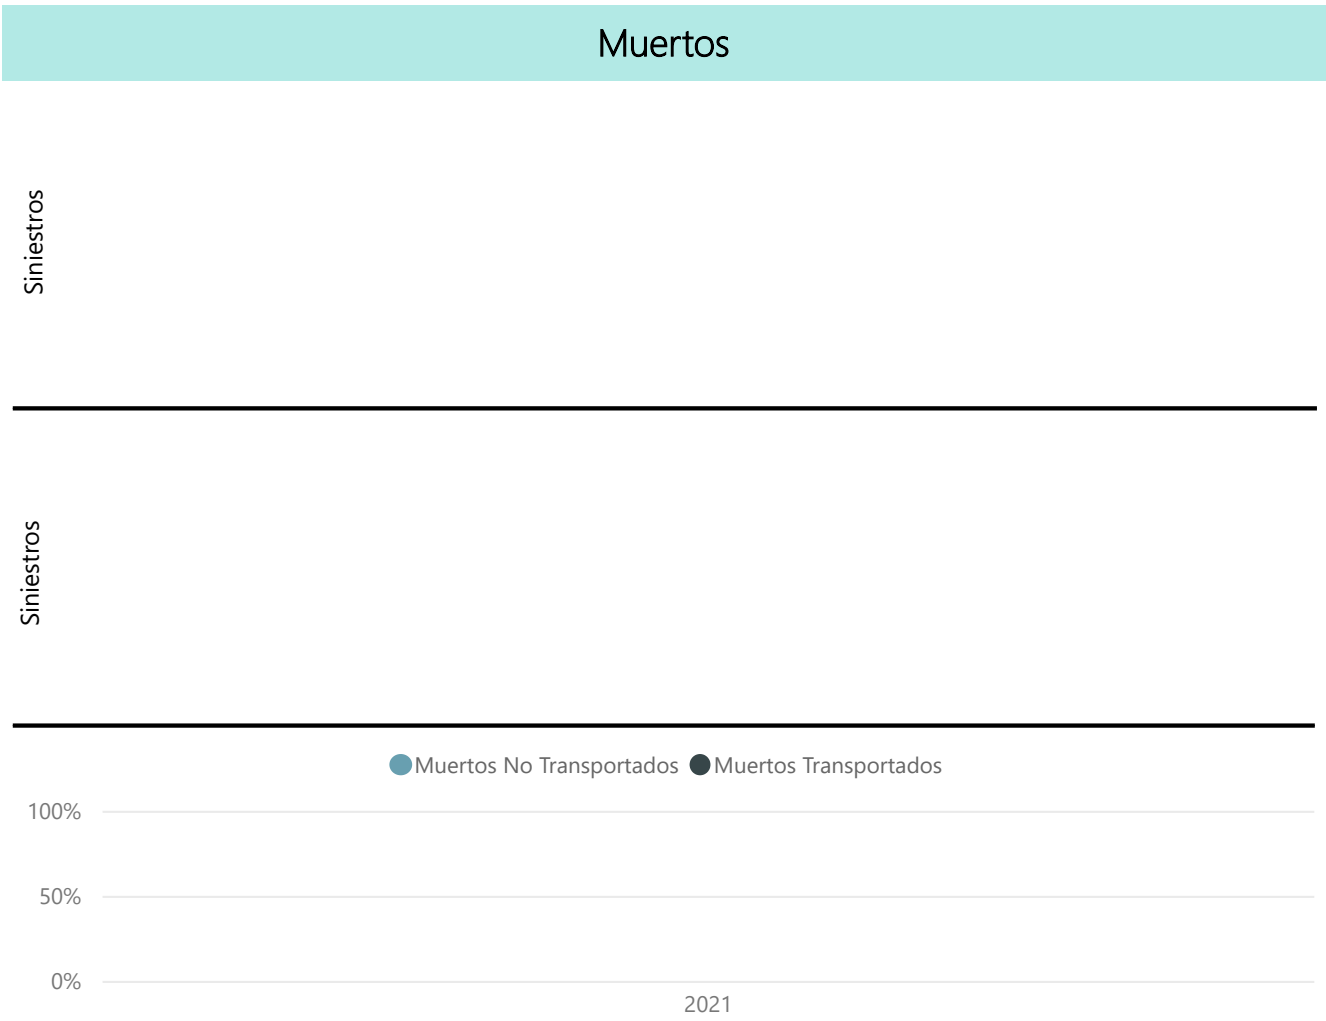 Muertos
Siniestros
Siniestros
Muertos No Transportados Muertos Transportados
100%
50%
0%
2021